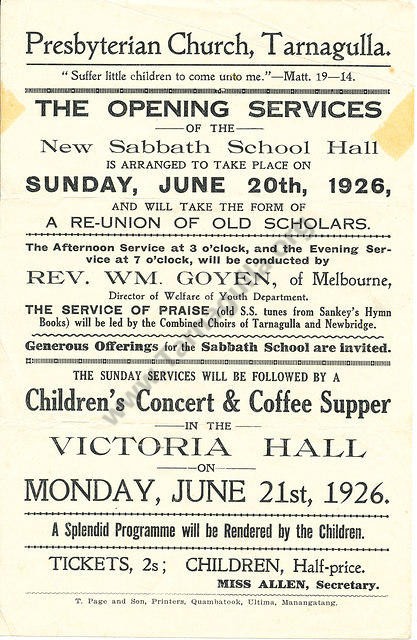 Presbyterian Church, Tarnagulla.
"Suffer little children to come unto me."—Matt. 19—14.
THE OPENING SERVICES
OF THE
New Sabbath School Hall
IS ARRANGED TO TAKE PLACE ON
SUNDAY, JUNE 20th, 1926,
AND WILL TAKE THE FORM OF
A RE-UNION OF OLD SCHOLARS.
The Afternoon Service at 3 o'clock, and the Evening Ser-
vice at 7 o'clock, will be conducted by
REV. WM. GOYEN, of Melbourne,
Director of Welfare of Youth Department.
THE SERVICE OF PRAISE (old S.S. tunes from Sankey's Hymn
Books) will be led by the Combined Choirs of Tarnagulla and Newbridge.
Generous Offerings for the Sabbath School are invited.
THE SUNDAY SERVICES WILL BE FOLLOWED BY A
Children's Concert & Coffee Supper
IN THE
VICTORIA HALL
ON
MONDAY, JUNE 21st, 1926.
A Splendid Programme will be Rendered by the Children.
TICKETS, 2s; CHILDREN, Half-price.
MISS ALLEN, Secretary.
T. Page and Son, Printers, Quambatook, Ultima, Manangatang.
www.tarnagulla.org